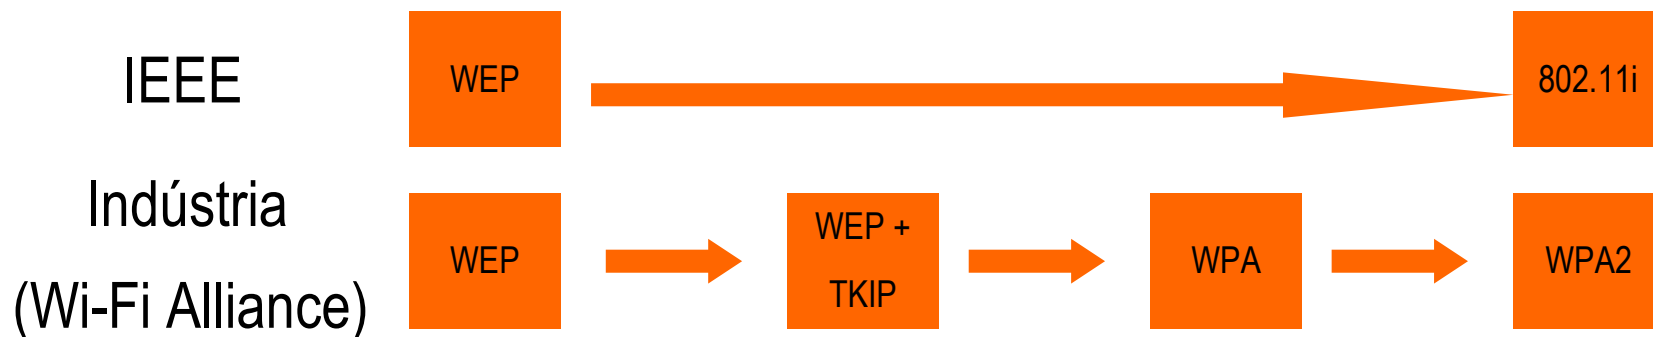 IEEE
WEP
802.11i
Indústria
(Wi-Fi Alliance)
WEP
WEP +
TKIP
WPA
WPA2